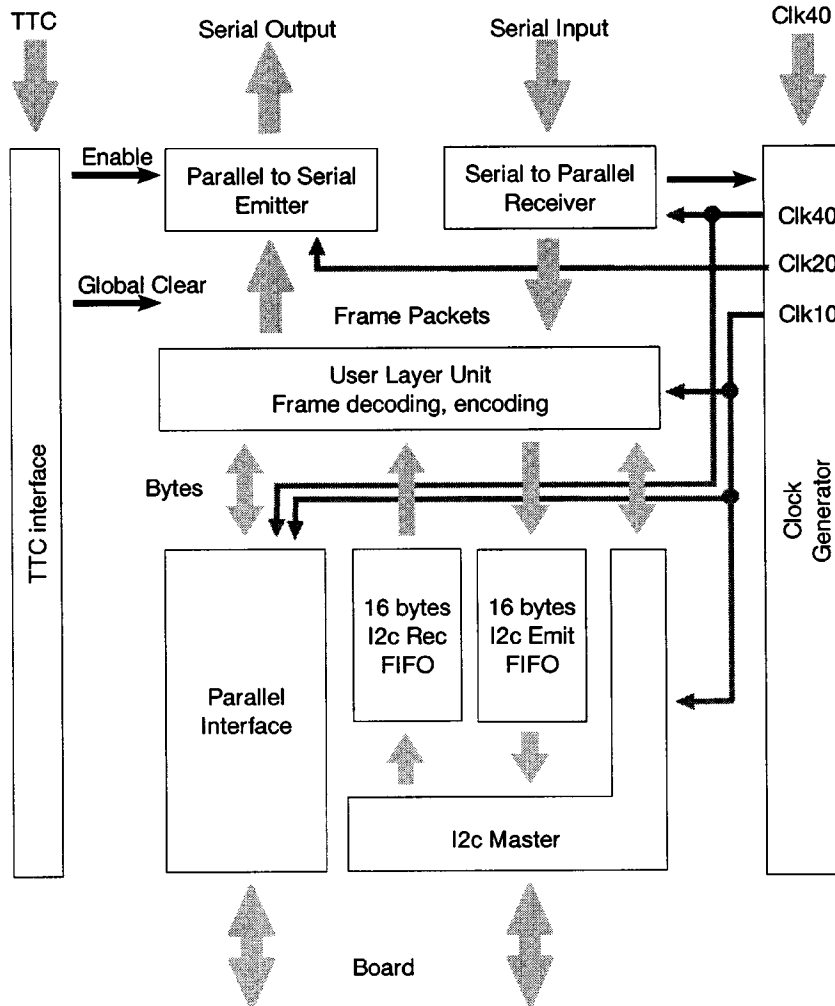 TTC
Serial Output
Serial Input
Clk40
Enable
Parallel to Serial
Emitter
Serial to Parallel
Receiver
Clk40
Clk20
Global Clear
Clk10
Frame Packets
User Layer Unit
Frame decoding, encoding
Bytes
TTC interface
Clock
Generator
16 bytes
I2c Rec
FIFO
16 bytes
I2c Emit
FIFO
Parallel
Interface
I2c Master
Board